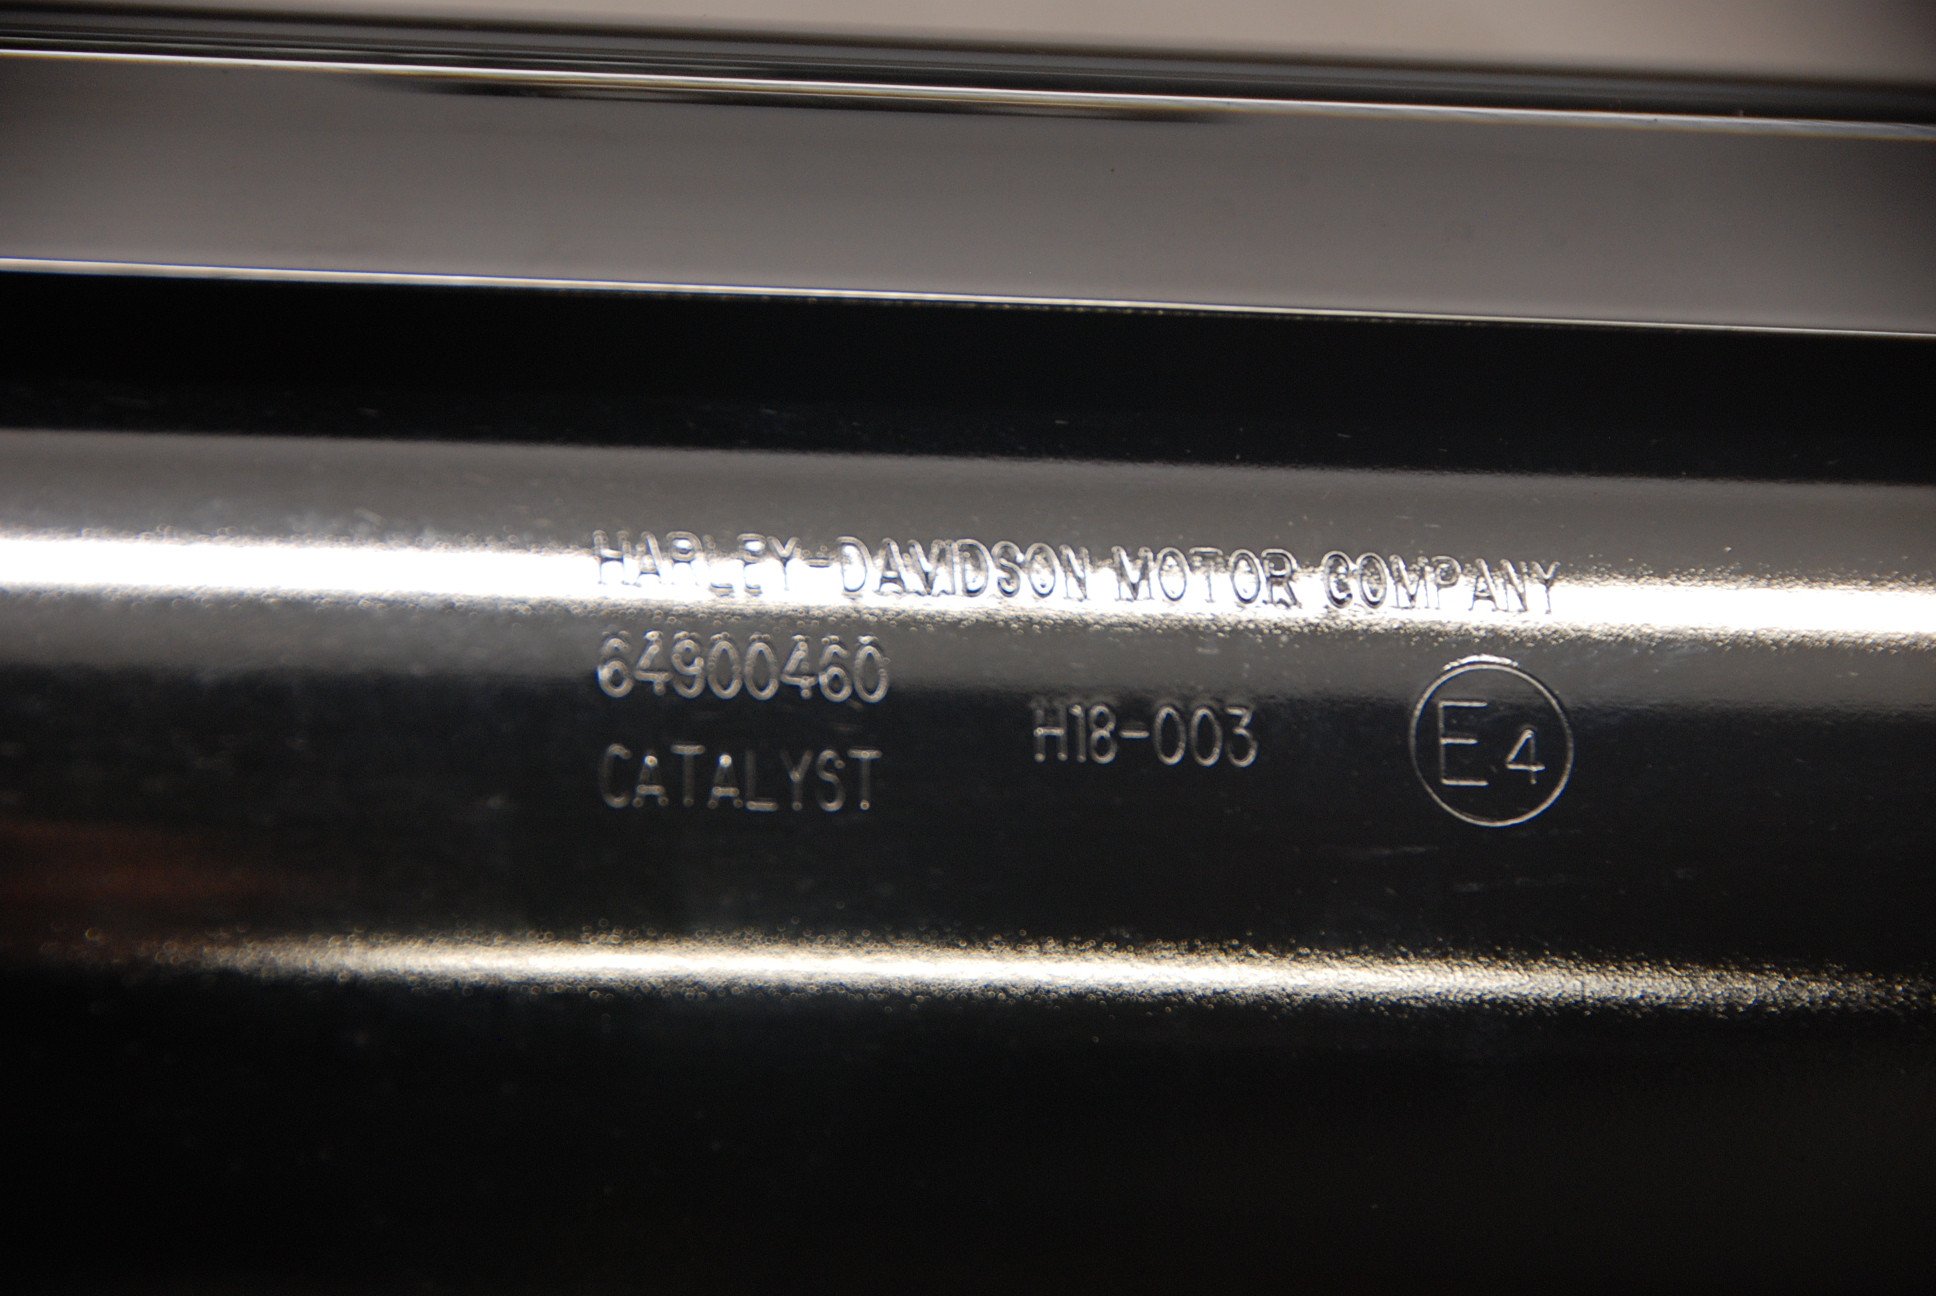 HARLEY-DAVIDSON MOTOR COMPANY
64900460
H18-003
E4
CATALYST